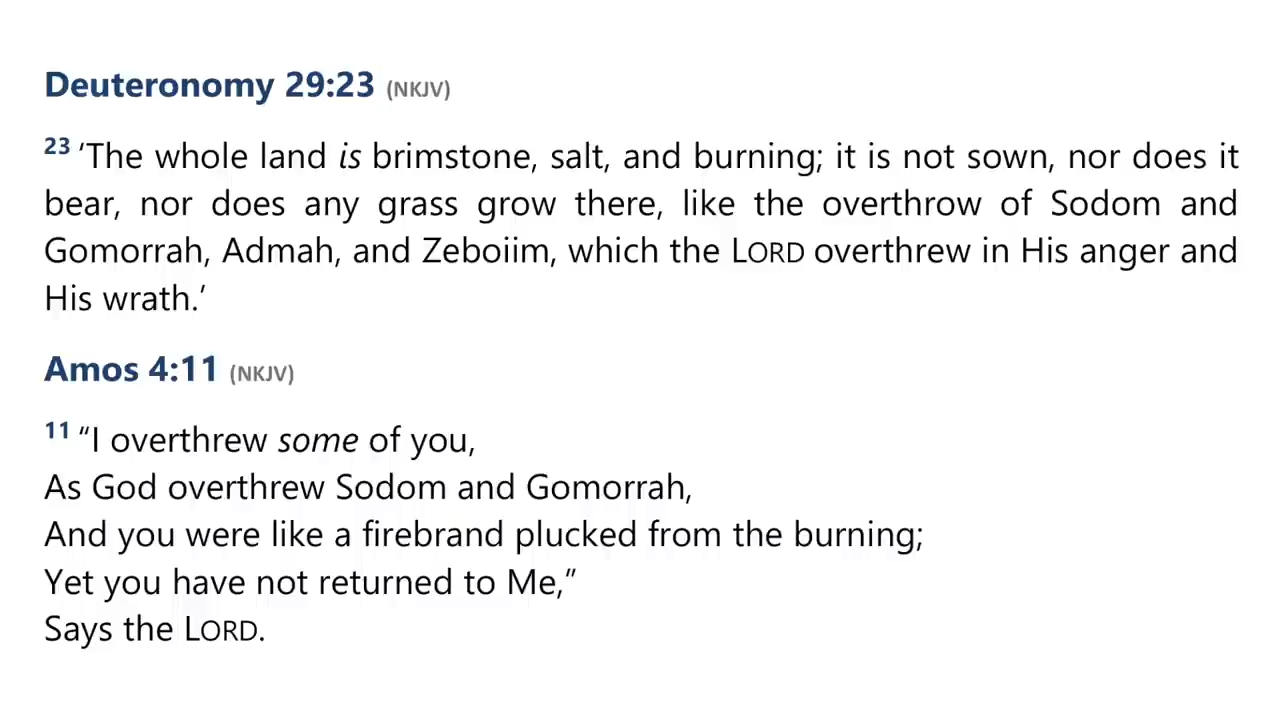 Deuteronomy 29:23 (NKJV)
23 ‘The whole land is brimstone, salt, and burning; it is not sown, nor does it
bear, nor does any grass grow there, like the overthrow of Sodom and
Gomorrah, Admah, and Zeboiim, which the LORD overthrew in His anger and
His wrath.’
Amos 4:11 (NKJV)
11 “I overthrew some of you,
As God overthrew Sodom and Gomorrah,
And you were like a firebrand plucked from the burning;
Yet you have not returned to Me,”
Says the LORD.